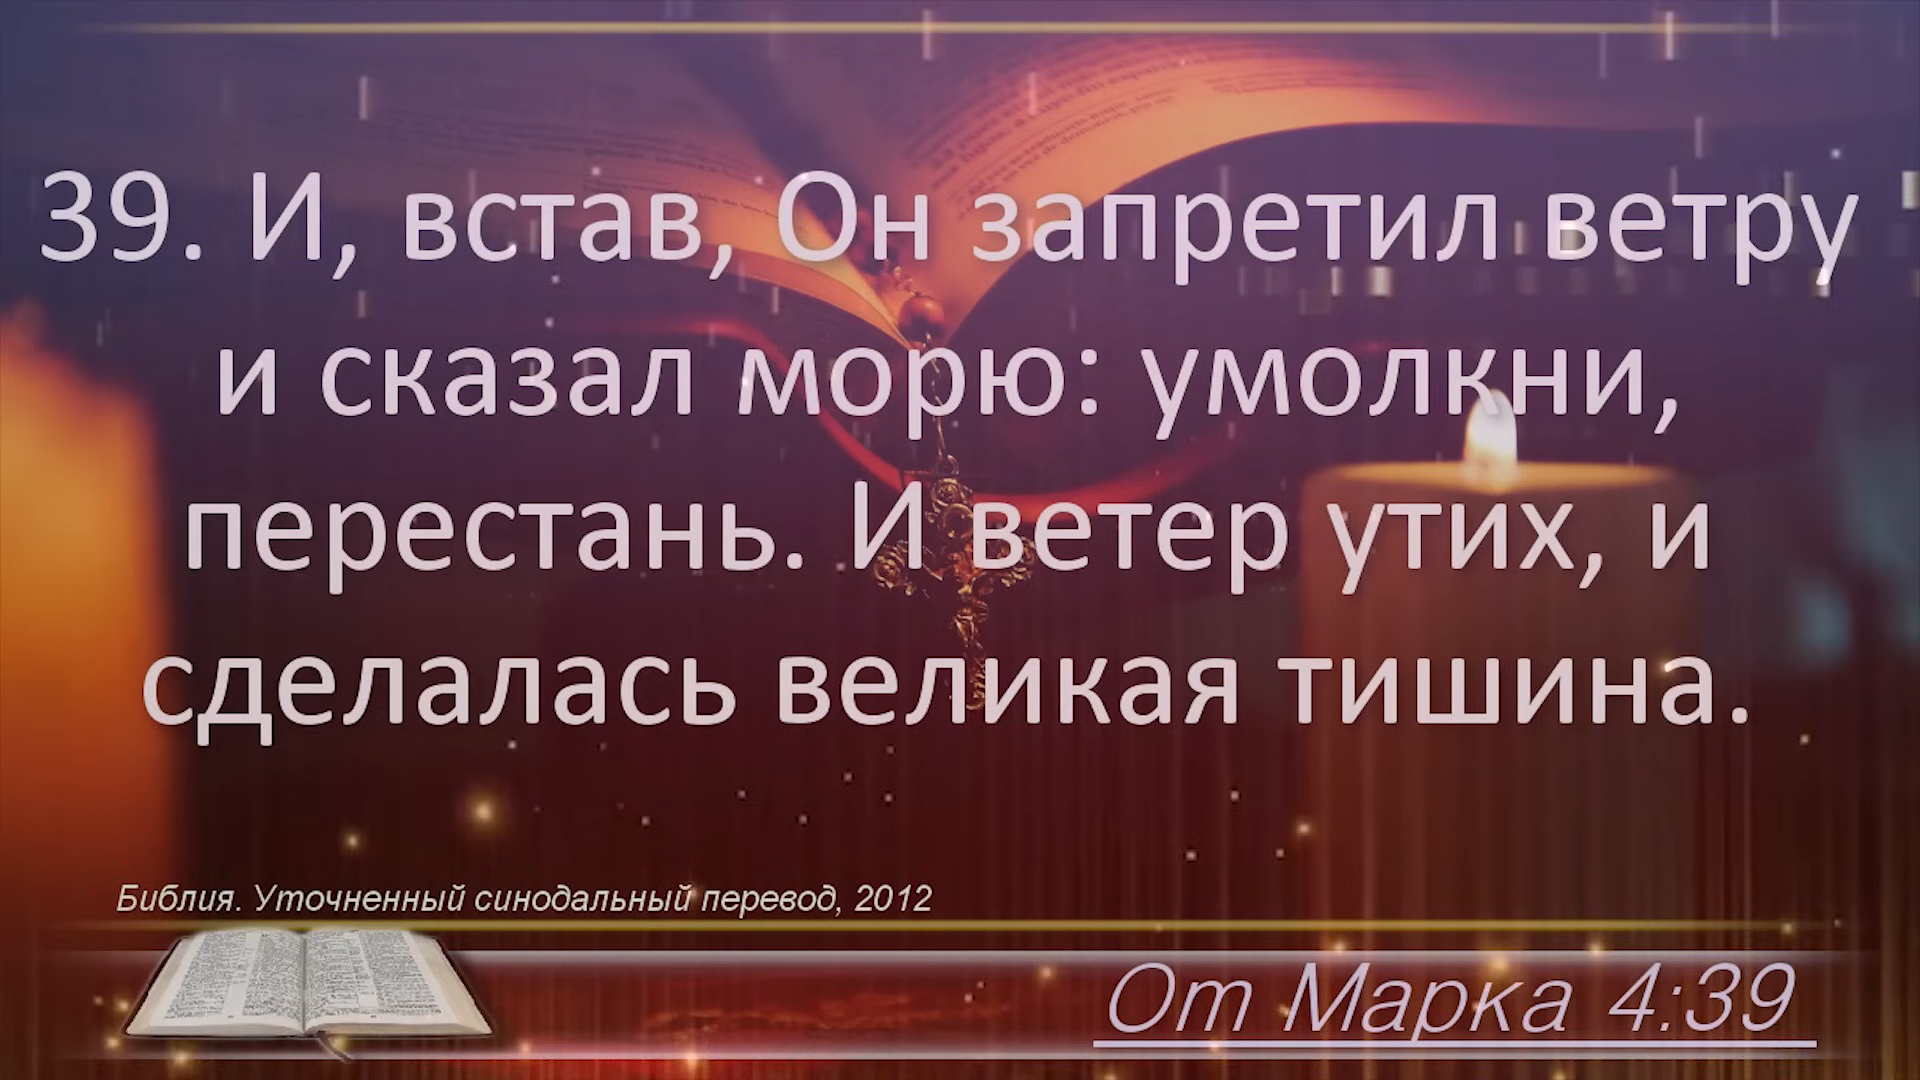 39. И, встав, Он запретил ветру
и сказал морю: умолкни,
перестань. И ветер утих, и
сделалась великая тишина.
Библия. Уточненный синодальный перевод, 2012
От Марка 4:39